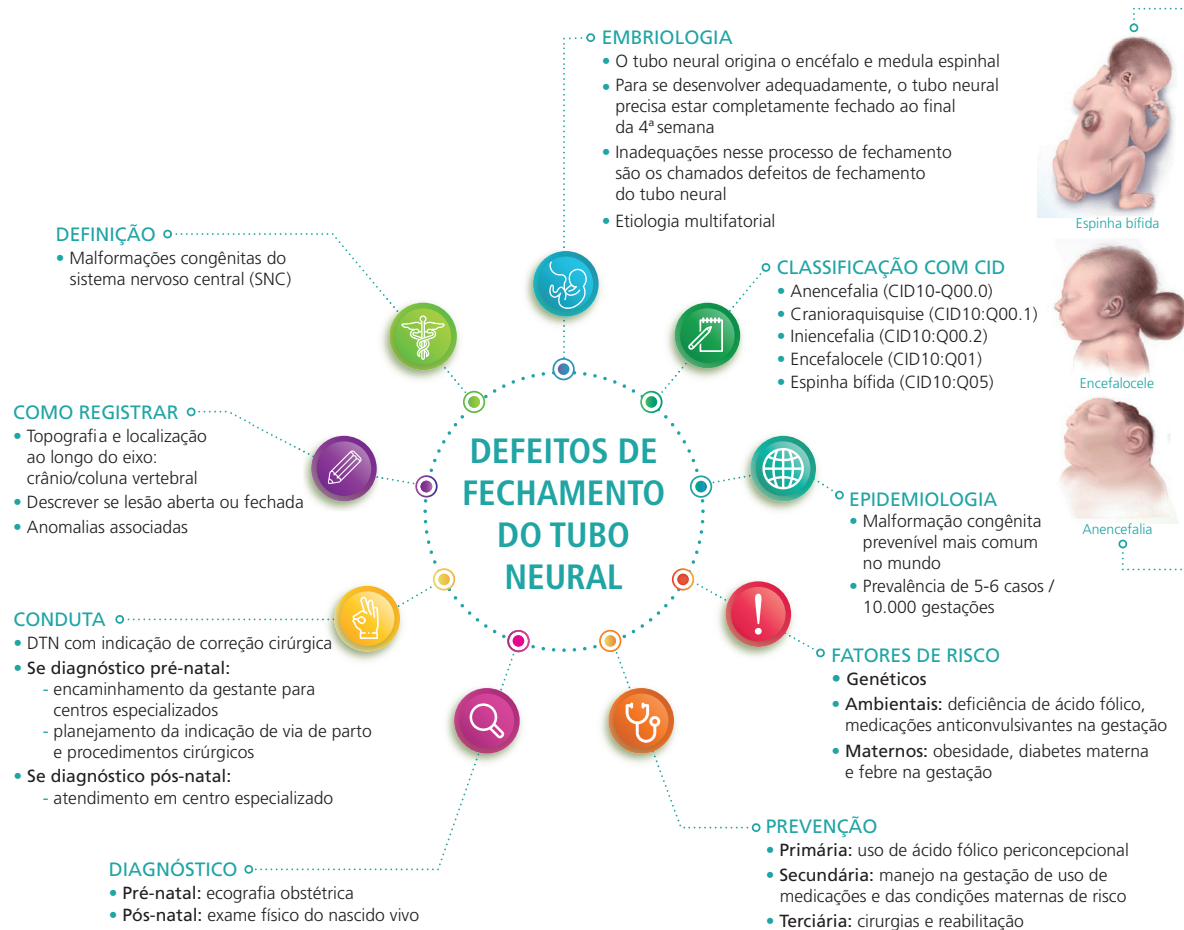 DEFEITOS DE
FECHAMENTO
DO TUBO
NEURAL
EMBRIOLOGIA
• O tubo neural origina o encéfalo e medula espinhal
• Para se desenvolver adequadamente, o tubo neural
precisa estar completamente fechado ao final
da 4ª semana
• Inadequações nesse processo de fechamento
são os chamados defeitos de fechamento
do tubo neural
• Etiologia multifatorial
Espinha bífida
Encefalocele
Anencefalia
CLASSIFICAÇÃO COM CID
• Anencefalia (CID10-Q00.0)
• Cranioraquisquise (CID10:Q00.1)
• Iniencefalia (CID10:Q00.2)
• Encefalocele (CID10:Q01)
• Espinha bífida (CID10:Q05)
EPIDEMIOLOGIA
• Malformação congênita
prevenível mais comum
no mundo
• Prevalência de 5-6 casos /
10.000 gestações
FATORES DE RISCO
• Genéticos
• Ambientais: deficiência de ácido fólico,
medicações anticonvulsivantes na gestação
• Maternos: obesidade, diabetes materna
e febre na gestação
PREVENÇÃO
• Primária: uso de ácido fólico periconcepcional
• Secundária: manejo na gestação de uso de
medicações e das condições maternas de risco
• Terciária: cirurgias e reabilitação
DIAGNÓSTICO
• Pré-natal: ecografia obstétrica
• Pós-natal: exame físico do nascido vivo
CONDUTA
• DTN com indicação de correção cirúrgica
• Se diagnóstico pré-natal:
- encaminhamento da gestante para
centros especializados
- planejamento da indicação de via de parto
e procedimentos cirúrgicos
• Se diagnóstico pós-natal:
- atendimento em centro especializado
COMO REGISTRAR
• Topografia e localização
ao longo do eixo:
crânio/coluna vertebral
• Descrever se lesão aberta ou fechada
• Anomalias associadas
DEFINIÇÃO
• Malformações congênitas do
sistema nervoso central (SNC)